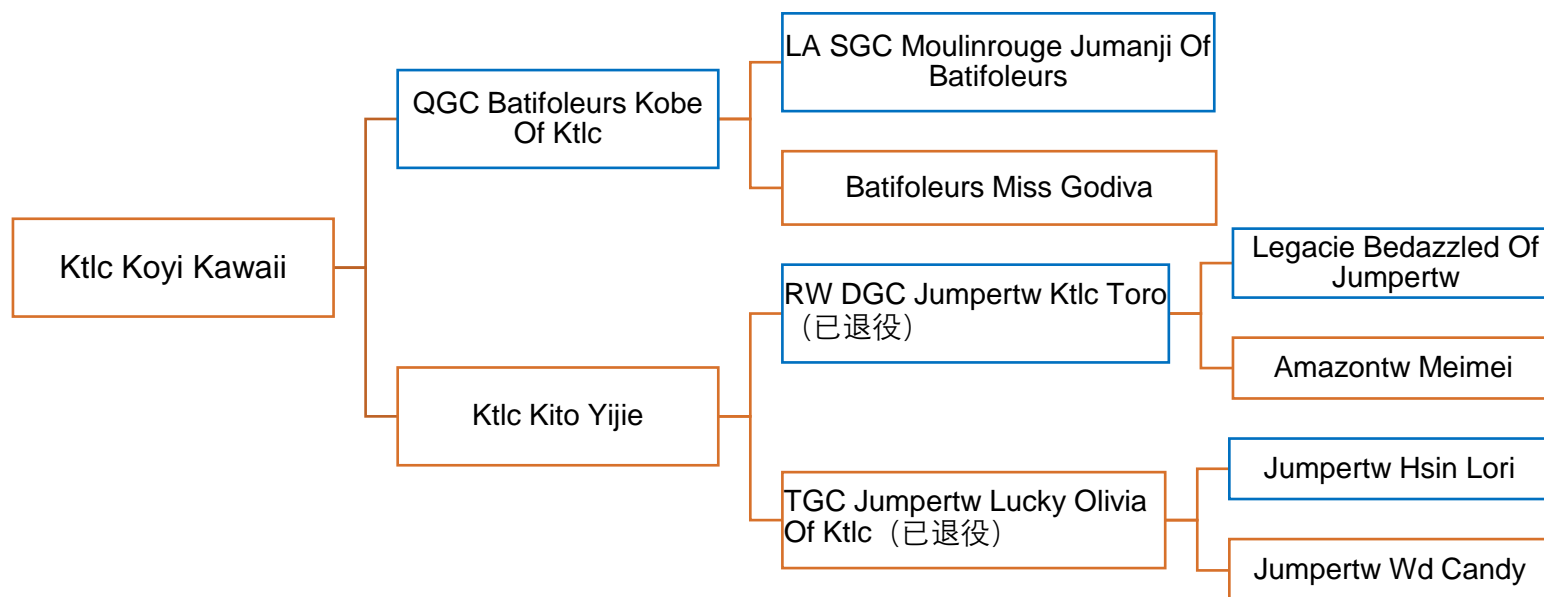 LA SGC Moulinrouge Jumanji Of
Batifoleurs
QGC Batifoleurs Kobe
Of Ktlc
Batifoleurs Miss Godiva
Ktlc Koyi Kawaii
Legacie Bedazzled Of
Jumpertw
RW DGC Jumpertw Ktlc Toro
（已退役）
Amazontw Meimei
Ktlc Kito Yijie
Jumpertw Hsin Lori
TGC Jumpertw Lucky Olivia
Of Ktlc（已退役）
Jumpertw Wd Candy